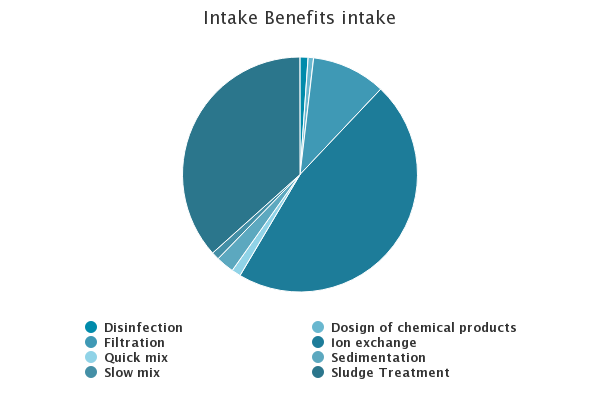 Intake Benefits intake
Disinfection
Dosign of chemical products
Filtration
Ion exchange
Quick mix
Sedimentation
Slow mix
Sludge Treatment